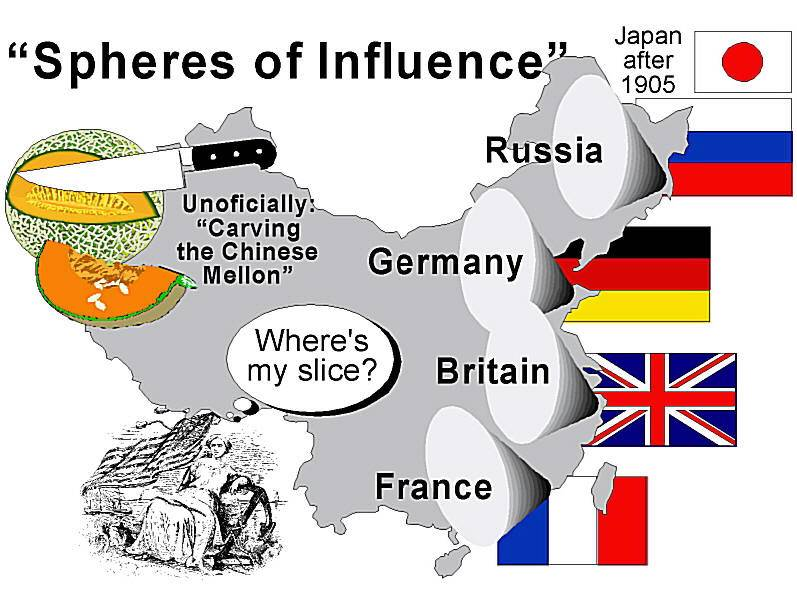 “Spheres of Influence”
Japan
after
1905
Russia
Unoficially:
“Carving
the Chinese
Mellon”
Germany
Where's
my slice?
Britain
France